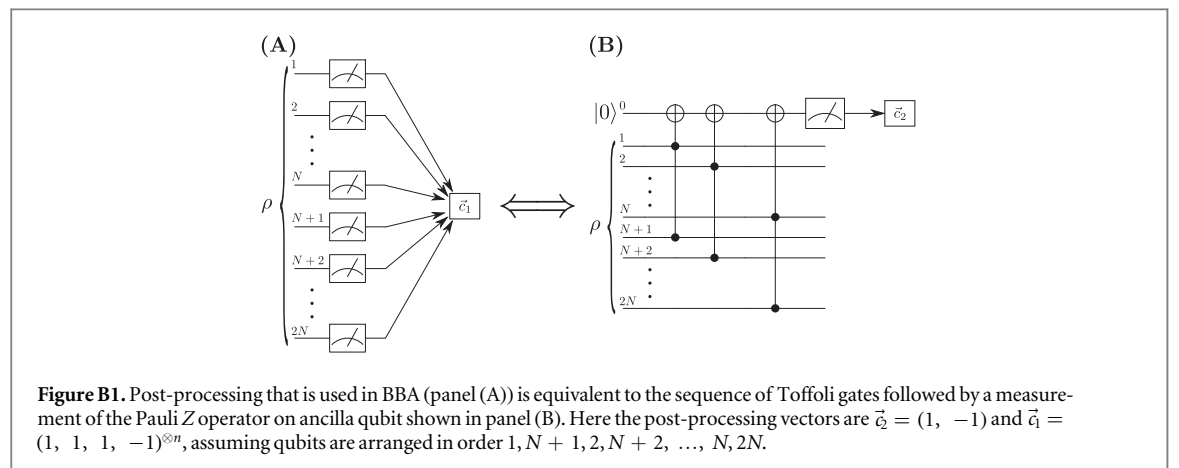 (A)
(B)
1
2
N
N + 1
N + 2
2N
ρ
c⃗₁
|0⟩ 0
1
2
N
N + 1
N + 2
2N
ρ
c⃗₂
Figure B1. Post-processing that is used in BBA (panel (A)) is equivalent to the sequence of Toffoli gates followed by a measure-
ment of the Pauli Z operator on ancilla qubit shown in panel (B). Here the post-processing vectors are c⃗₂ = (1, −1) and c⃗₁ =
(1, 1, 1, −1)^⊗n, assuming qubits are arranged in order 1, N + 1, 2, N + 2, …, N, 2N.